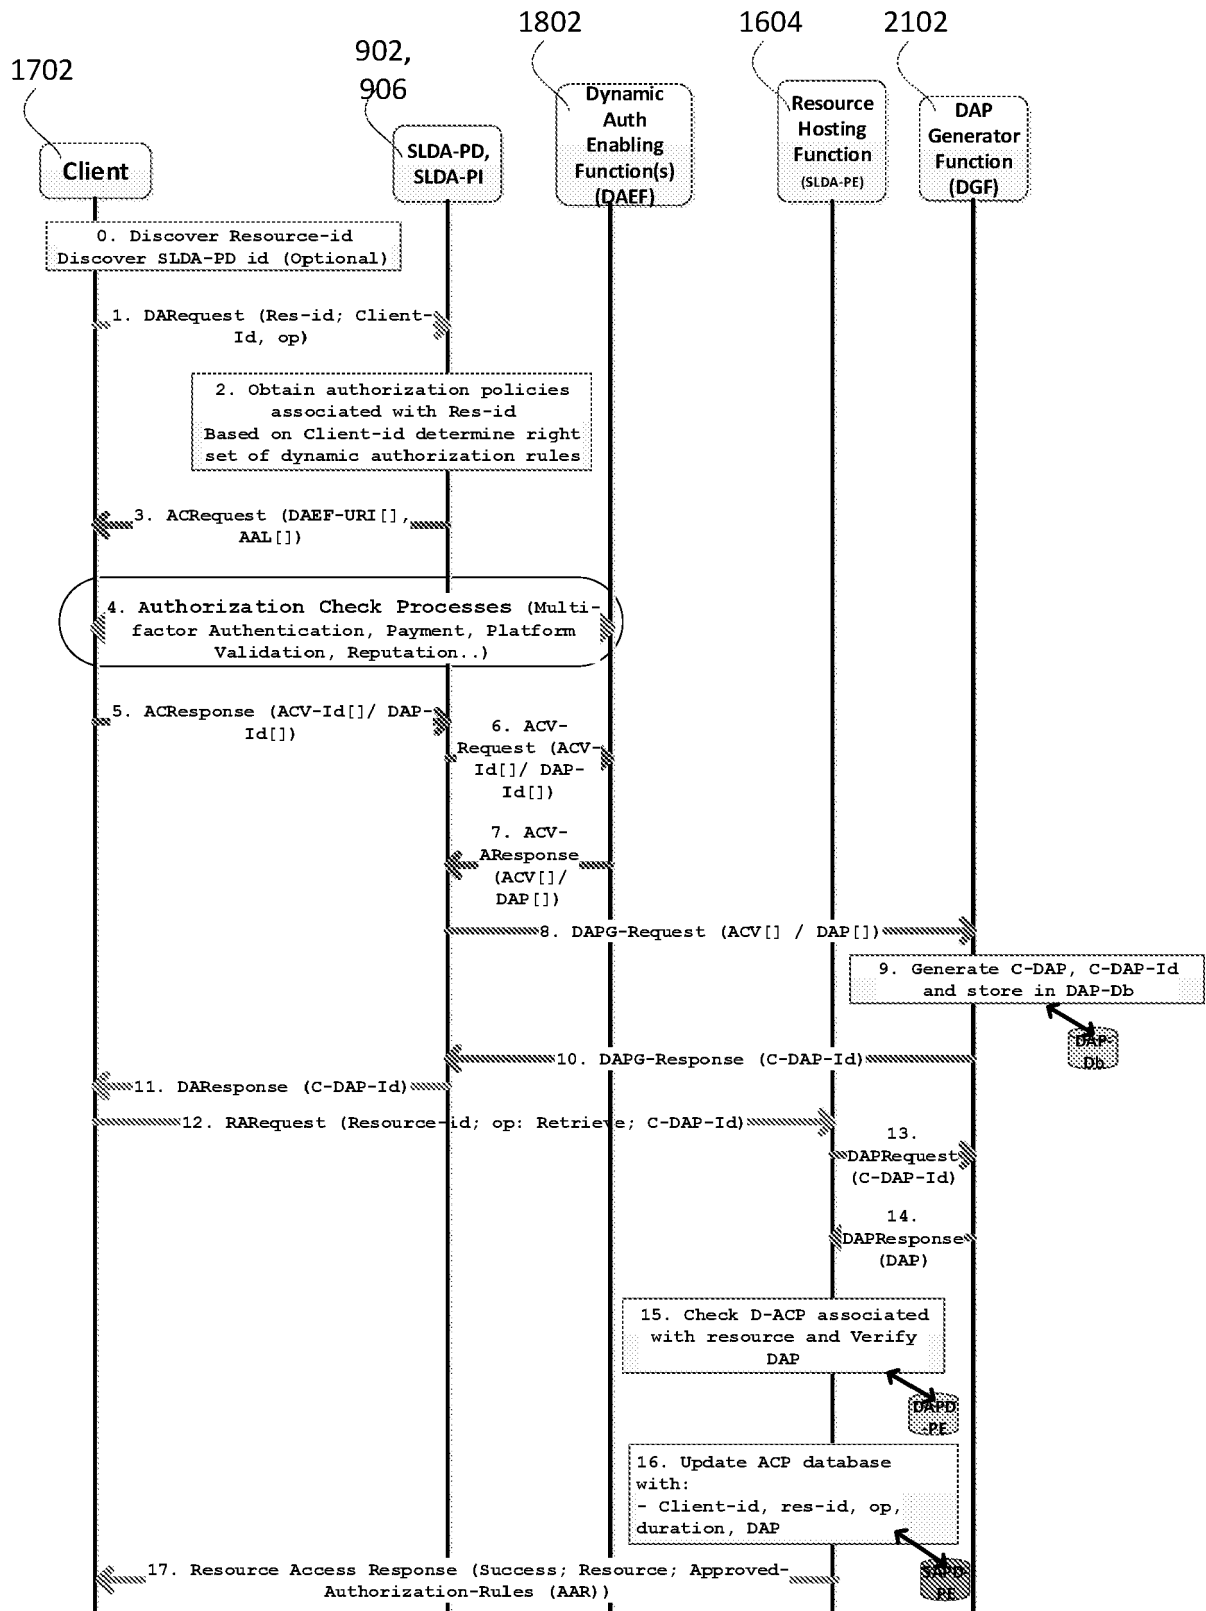 1802
1604
2102
902,
906
1702
Dynamic
Auth
Enabling
Function(s)
(DAEF)
Resource
Hosting
Function
(SLDA-PE)
DAP
Generator
Function
(DGF)
SLDA-PD,
SLDA-PI
Client
0. Discover Resource-id
Discover SLDA-PD id (Optional)
1. DARequest (Res-id; Client-
Id, op)
2. Obtain authorization policies
associated with Res-id
Based on Client-id determine right
set of dynamic authorization rules
3. ACRequest (DAEF-URI[],
AAL[])
4. Authorization Check Processes (Multi-
factor Authentication, Payment, Platform
Validation, Reputation..)
5. ACResponse (ACV-Id[]/ DAP-
Id[])
6. ACV-
Request (ACV-
Id[]/ DAP-
Id[])
7. ACV-
AResponse
(ACV[]/
DAP[])
8. DAPG-Request (ACV[] / DAP[])
9. Generate C-DAP, C-DAP-Id
and store in DAP-Db
DAP-
Db
10. DAPG-Response (C-DAP-Id)
11. DAResponse (C-DAP-Id)
12. RARequest (Resource-id; op: Retrieve; C-DAP-Id)
13.
DAPRequest
(C-DAP-Id)
14.
DAPResponse
(DAP)
15. Check D-ACP associated
with resource and Verify
DAP
DAPD
-PE
16. Update ACP database
with:
- Client-id, res-id, op,
duration, DAP
SAPD-
PE
17. Resource Access Response (Success; Resource; Approved-
Authorization-Rules (AAR))